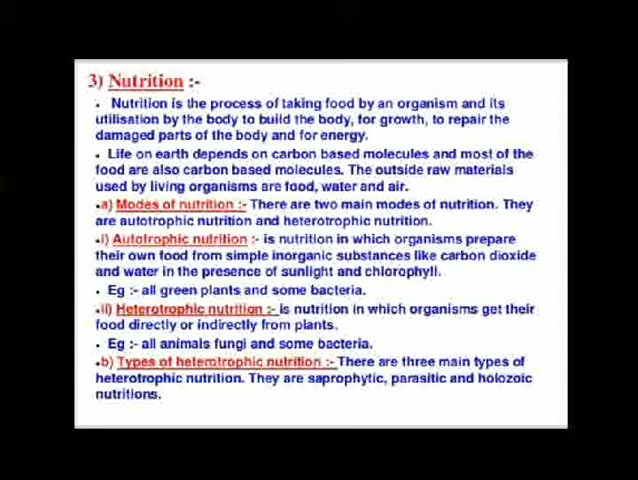 3) Nutrition :-
• Nutrition is the process of taking food by an organism and its
utilisation by the body to build the body, for growth, to repair the
damaged parts of the body and for energy.
• Life on earth depends on carbon based molecules and most of the
food are also carbon based molecules. The outside raw materials
used by living organisms are food, water and air.
•a) Modes of nutrition :- There are two main modes of nutrition. They
are autotrophic nutrition and heterotrophic nutrition.
•i) Autotrophic nutrition :- is nutrition in which organisms prepare
their own food from simple inorganic substances like carbon dioxide
and water in the presence of sunlight and chlorophyll.
• Eg :- all green plants and some bacteria.
•ii) Heterotrophic nutrition :- is nutrition in which organisms get their
food directly or indirectly from plants.
• Eg :- all animals fungi and some bacteria.
•b) Types of heterotrophic nutrition :- There are three main types of
heterotrophic nutrition. They are saprophytic, parasitic and holozoic
nutritions.